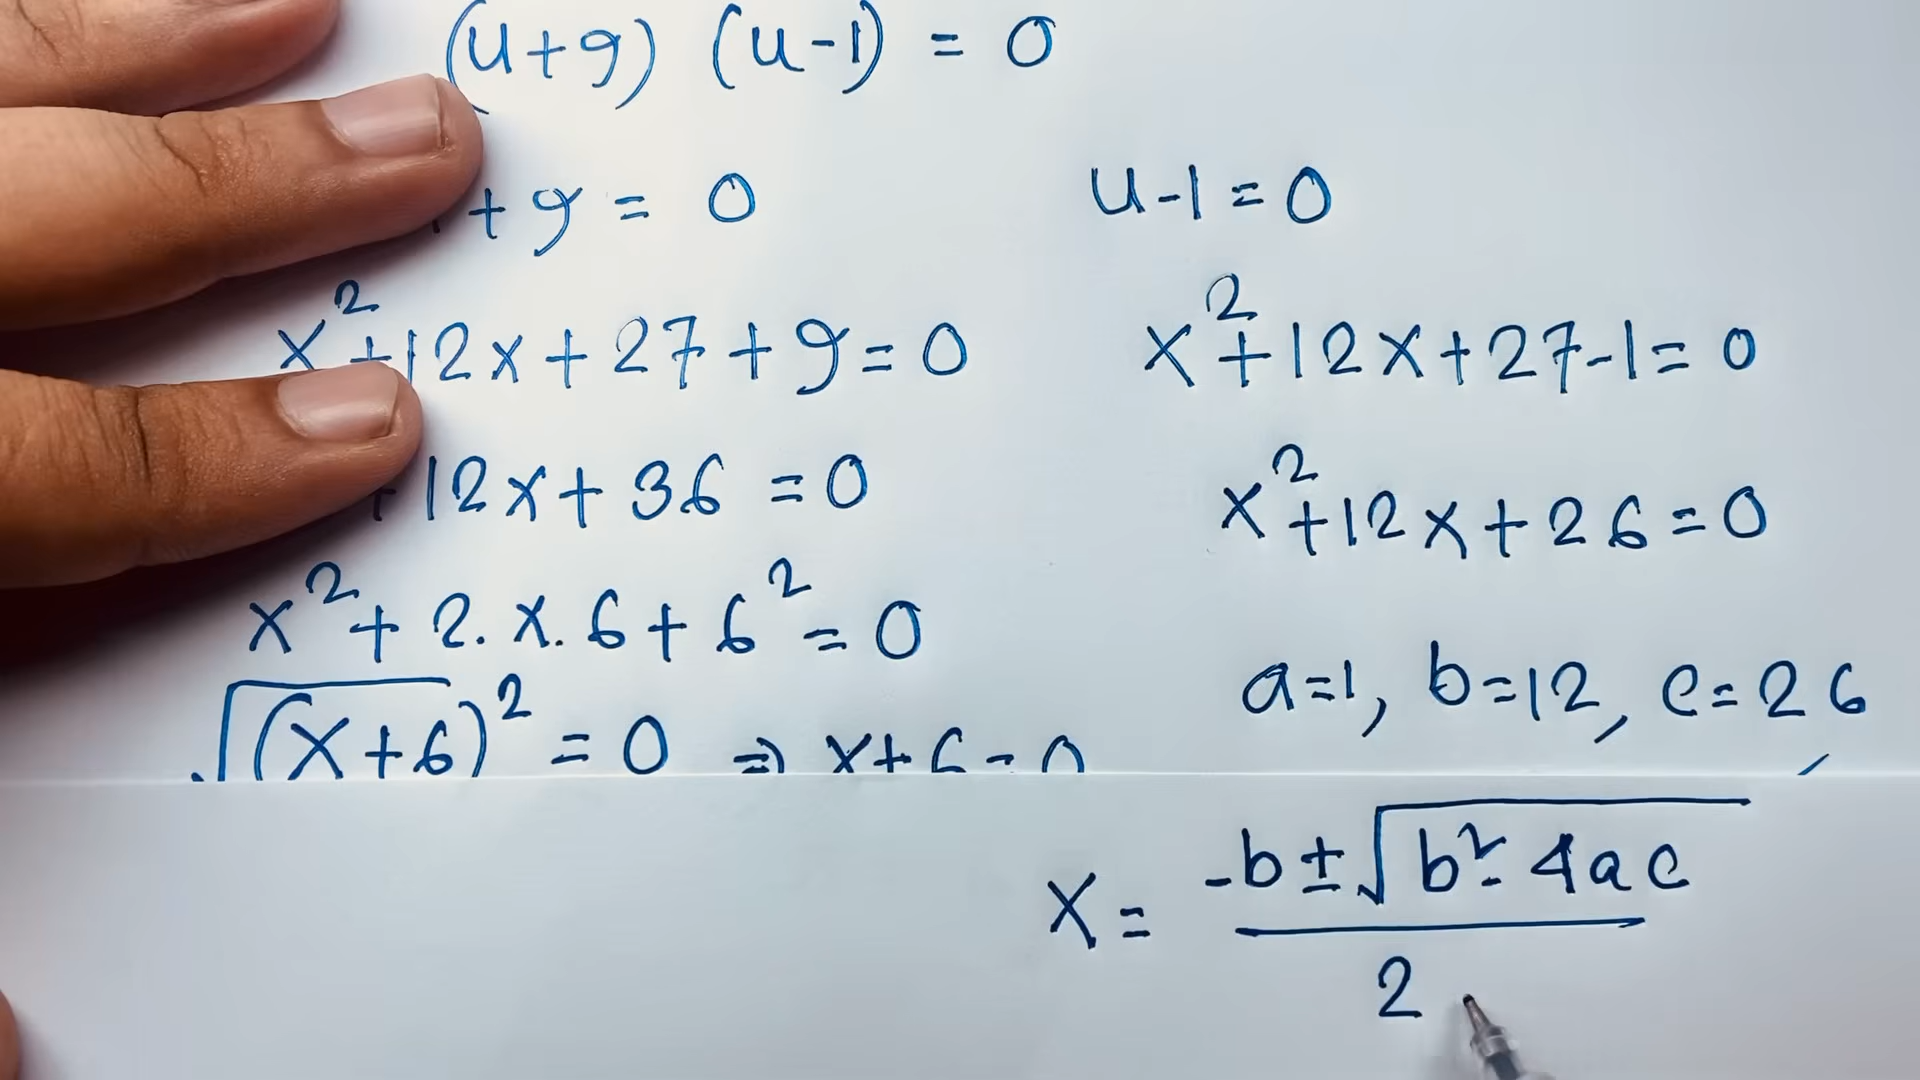 (u+9) (u-1) = 0
+9 = 0
u-1=0
x²+12x+27+9=0
x²+12x+27-1=0
+12x+36=0
x²+12x+26=0
x²+2.x.6+6²=0
a=1, b=12, c=26
√(x+6)²=0 ⇒ x+6=0
x = -b±√b²-4ac / 2